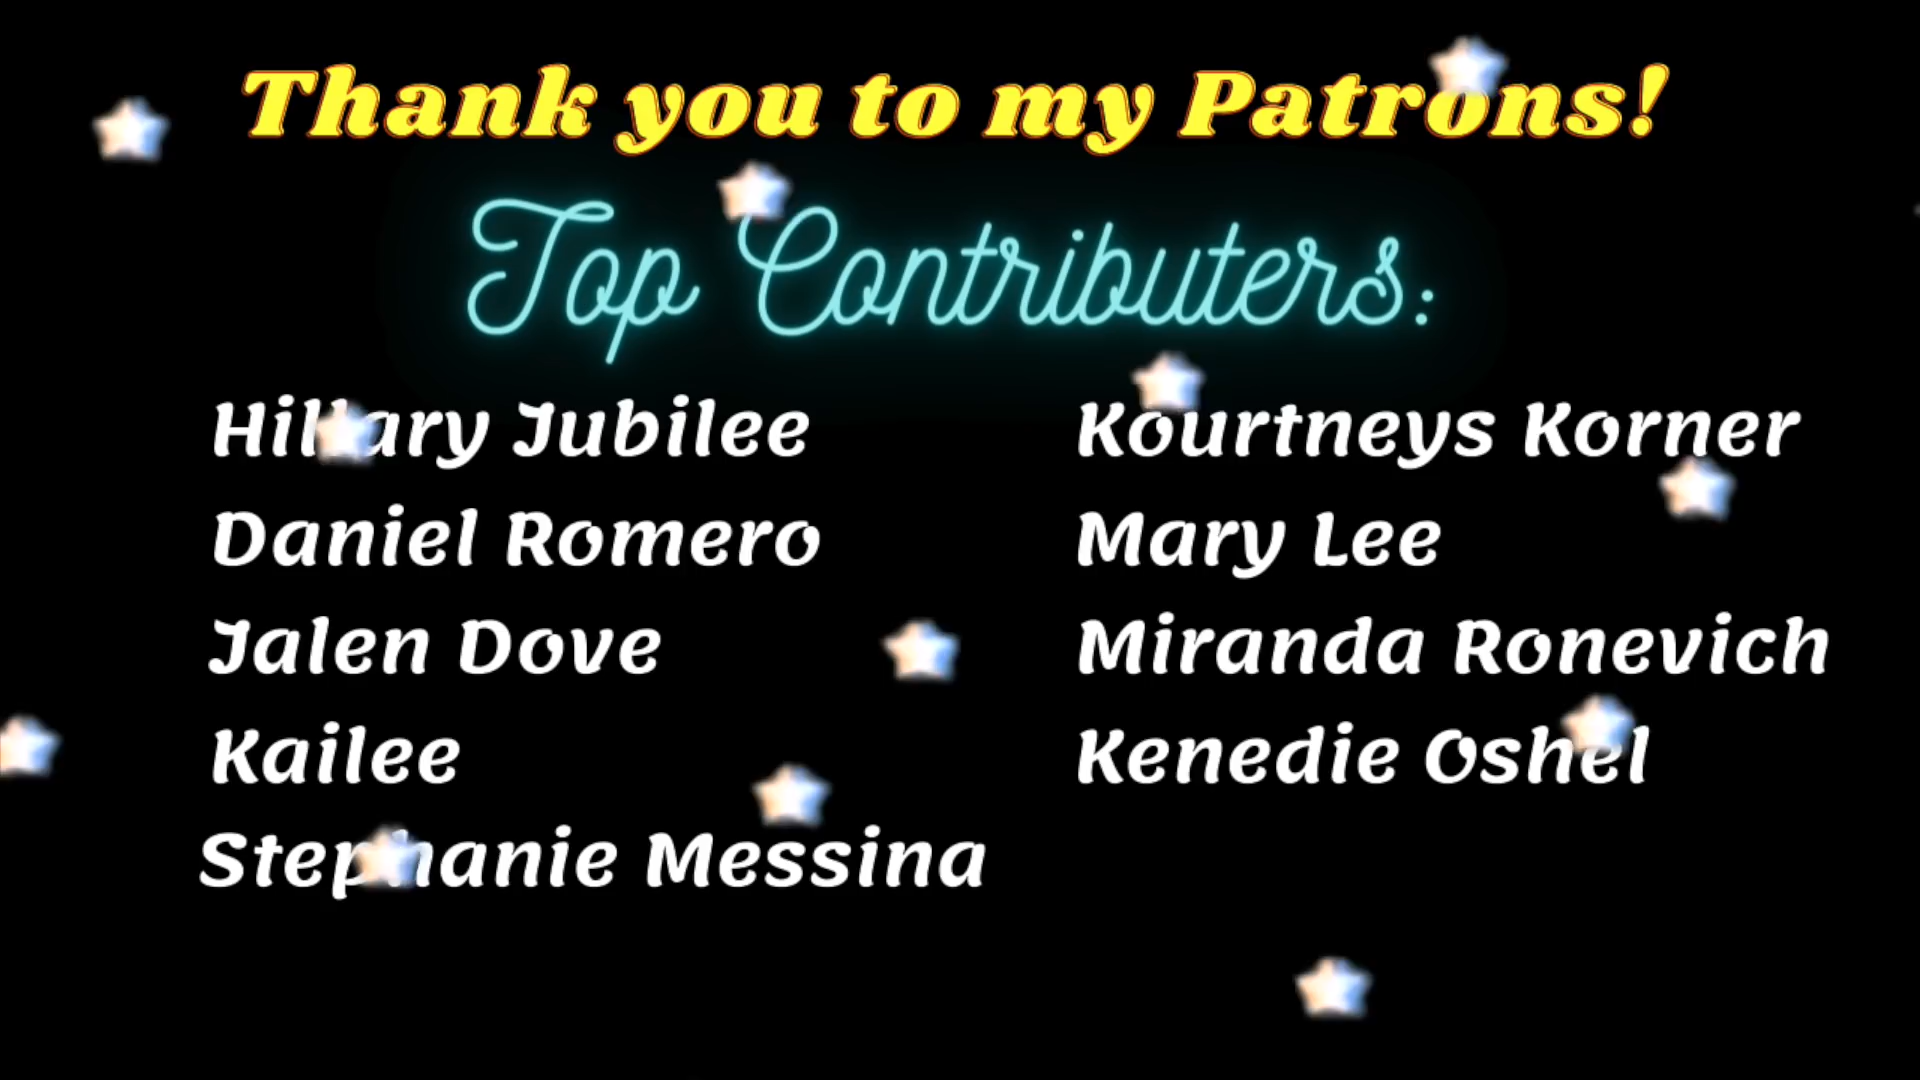 Thank you to my Patrons!
Top Contributers:
Hillary Jubilee
Daniel Romero
Jalen Dove
Kailee
Stephanie Messina
Kourtneys Korner
Mary Lee
Miranda Ronevich
Kenedie Oshel